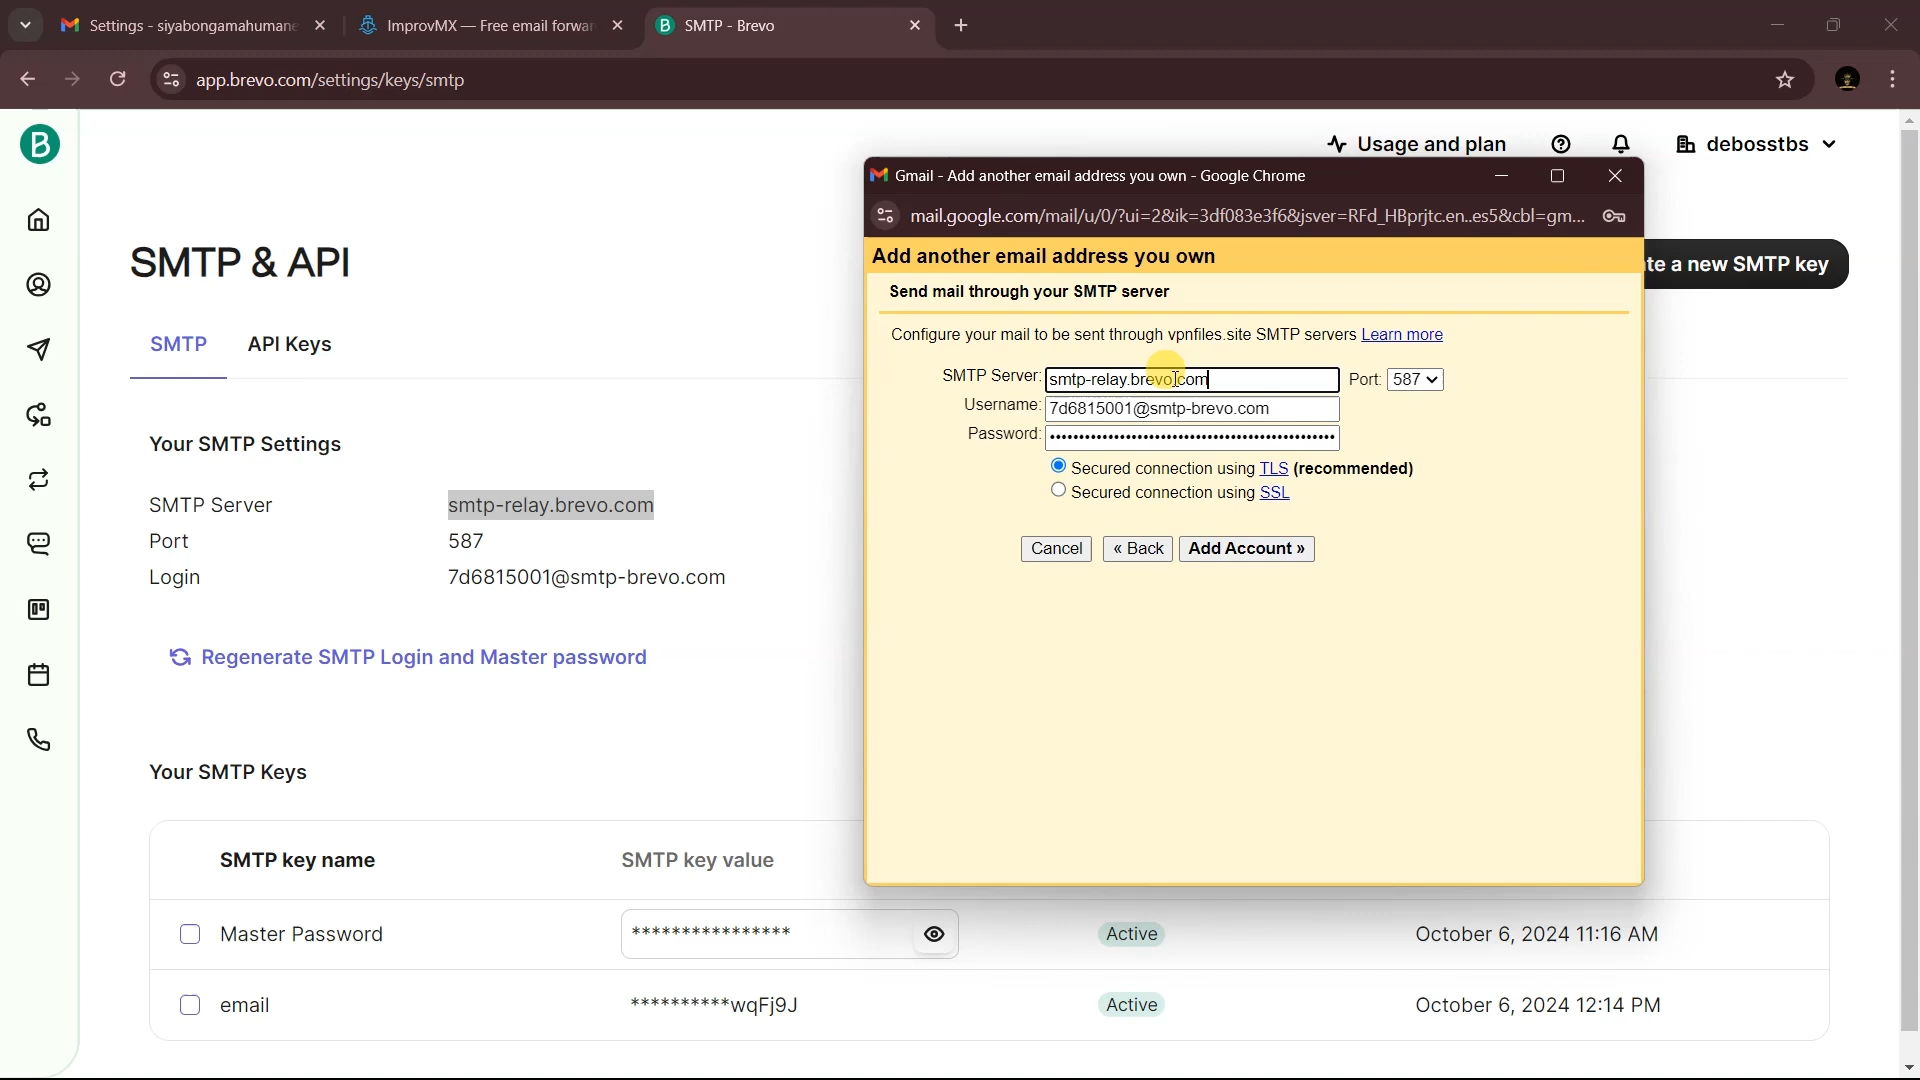 Settings - siyabongamahumane
ImprovMX — Free email forwar
SMTP - Brevo
app.brevo.com/settings/keys/smtp
B
Usage and plan
debosstbs
SMTP & API
te a new SMTP key
SMTP
API Keys
Your SMTP Settings
SMTP Server smtp-relay.brevo.com
Port 587
Login 7d6815001@smtp-brevo.com
Regenerate SMTP Login and Master password
Your SMTP Keys
SMTP key name SMTP key value
Master Password **************** Active October 6, 2024 11:16 AM
email **********wqFj9J Active October 6, 2024 12:14 PM
Gmail - Add another email address you own - Google Chrome
mail.google.com/mail/u/0/?ui=2&ik=3df083e3f6&jsver=RFd_HBprjtc.en..es5&cbl=gm...
Add another email address you own
Send mail through your SMTP server
Configure your mail to be sent through vpnfiles.site SMTP servers Learn more
SMTP Server: smtp-relay.brevo.com Port: 587
Username: 7d6815001@smtp-brevo.com
Password: ••••••••••••••••••••••••••••••••••••••••••••••••
Secured connection using TLS (recommended)
Secured connection using SSL
Cancel « Back Add Account »